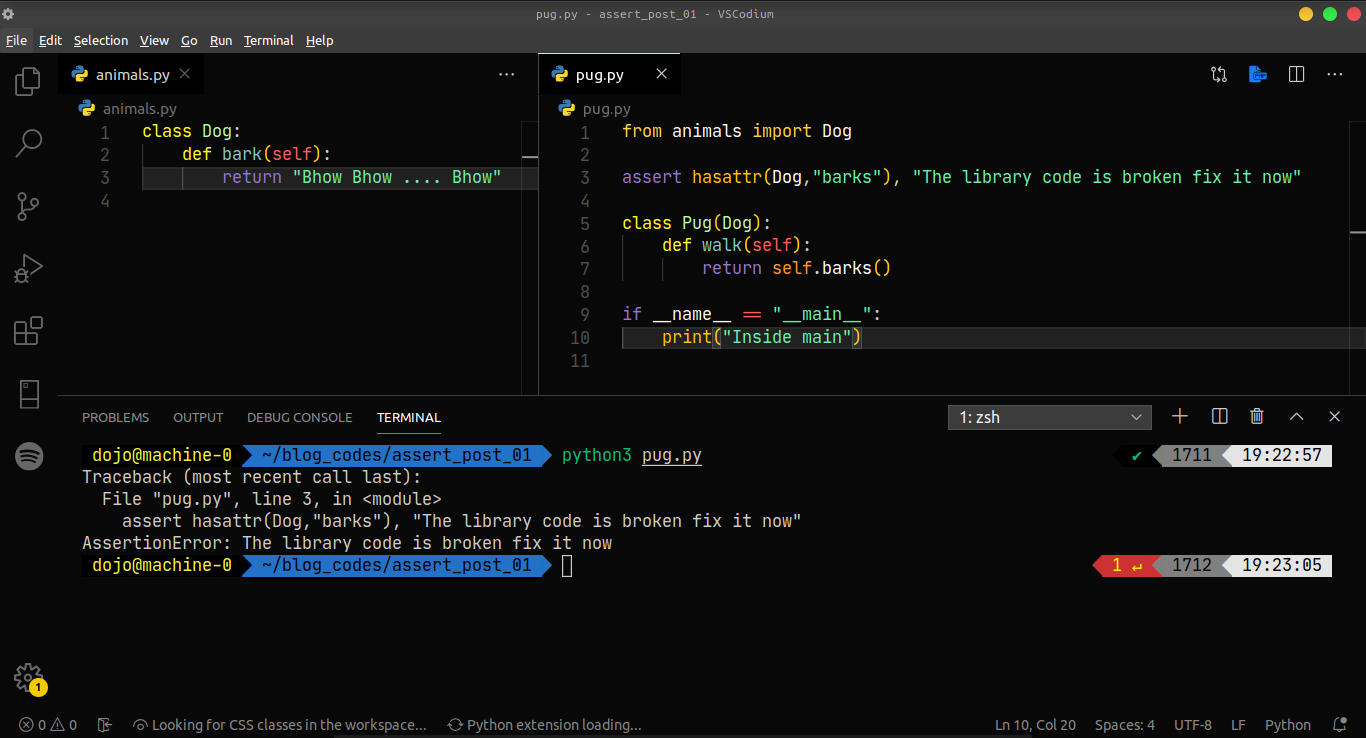 pug.py - assert_post_01 - VSCodium
File Edit Selection View Go Run Terminal Help
animals.py
animals.py
1 class Dog:
2     def bark(self):
3         return "Bhow Bhow .... Bhow"
4
pug.py
pug.py
1 from animals import Dog
2
3 assert hasattr(Dog,"barks"), "The library code is broken fix it now"
4
5 class Pug(Dog):
6     def walk(self):
7         return self.barks()
8
9 if __name__ == "__main__":
10     print("Inside main")
11
PROBLEMS OUTPUT DEBUG CONSOLE TERMINAL 1: zsh
dojo@machine-0 ~/blog_codes/assert_post_01 python3 pug.py ✔ 1711 19:22:57
Traceback (most recent call last):
  File "pug.py", line 3, in <module>
    assert hasattr(Dog,"barks"), "The library code is broken fix it now"
AssertionError: The library code is broken fix it now
dojo@machine-0 ~/blog_codes/assert_post_01 1 ↵ 1712 19:23:05
1
0 0 Looking for CSS classes in the workspace... Python extension loading... Ln 10, Col 20 Spaces: 4 UTF-8 LF Python